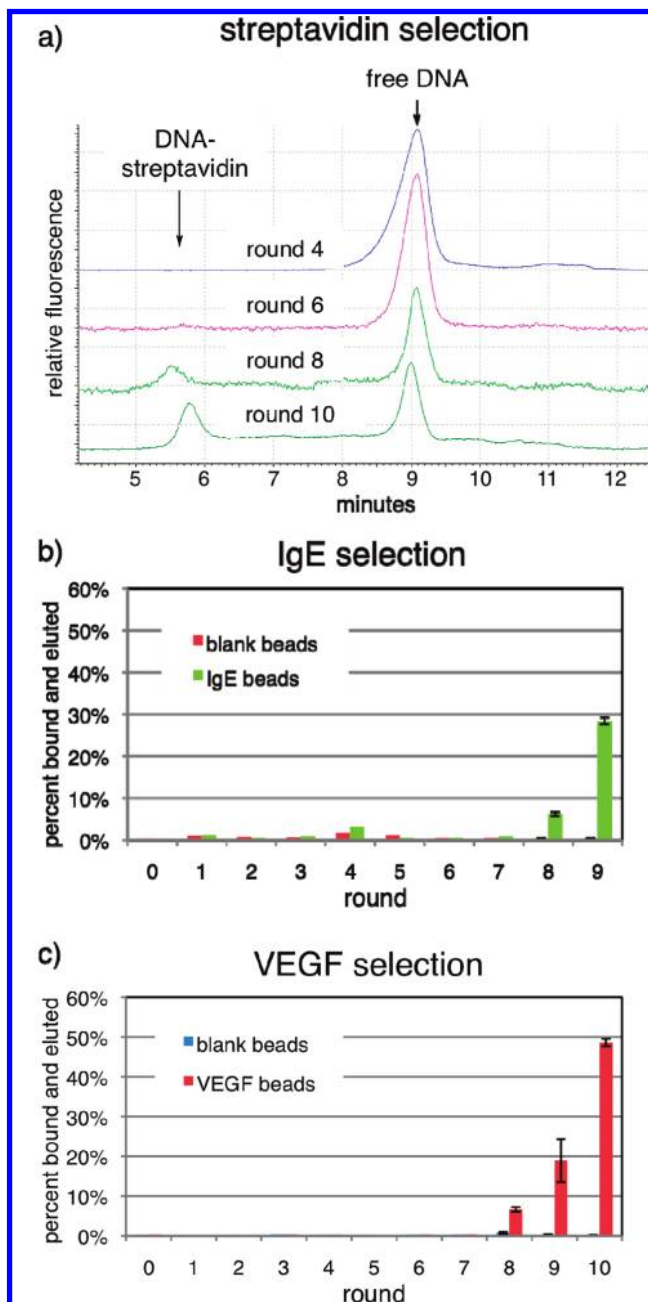 a)
streptavidin selection
free DNA
DNA-
streptavidin
relative fluorescence
round 4
round 6
round 8
round 10
5 6 7 8 9 10 11 12
minutes
b)
IgE selection
percent bound and eluted
60%
50%
40%
30%
20%
10%
0%
blank beads
IgE beads
0 1 2 3 4 5 6 7 8 9
round
c)
VEGF selection
percent bound and eluted
60%
50%
40%
30%
20%
10%
0%
blank beads
VEGF beads
0 1 2 3 4 5 6 7 8 9 10
round